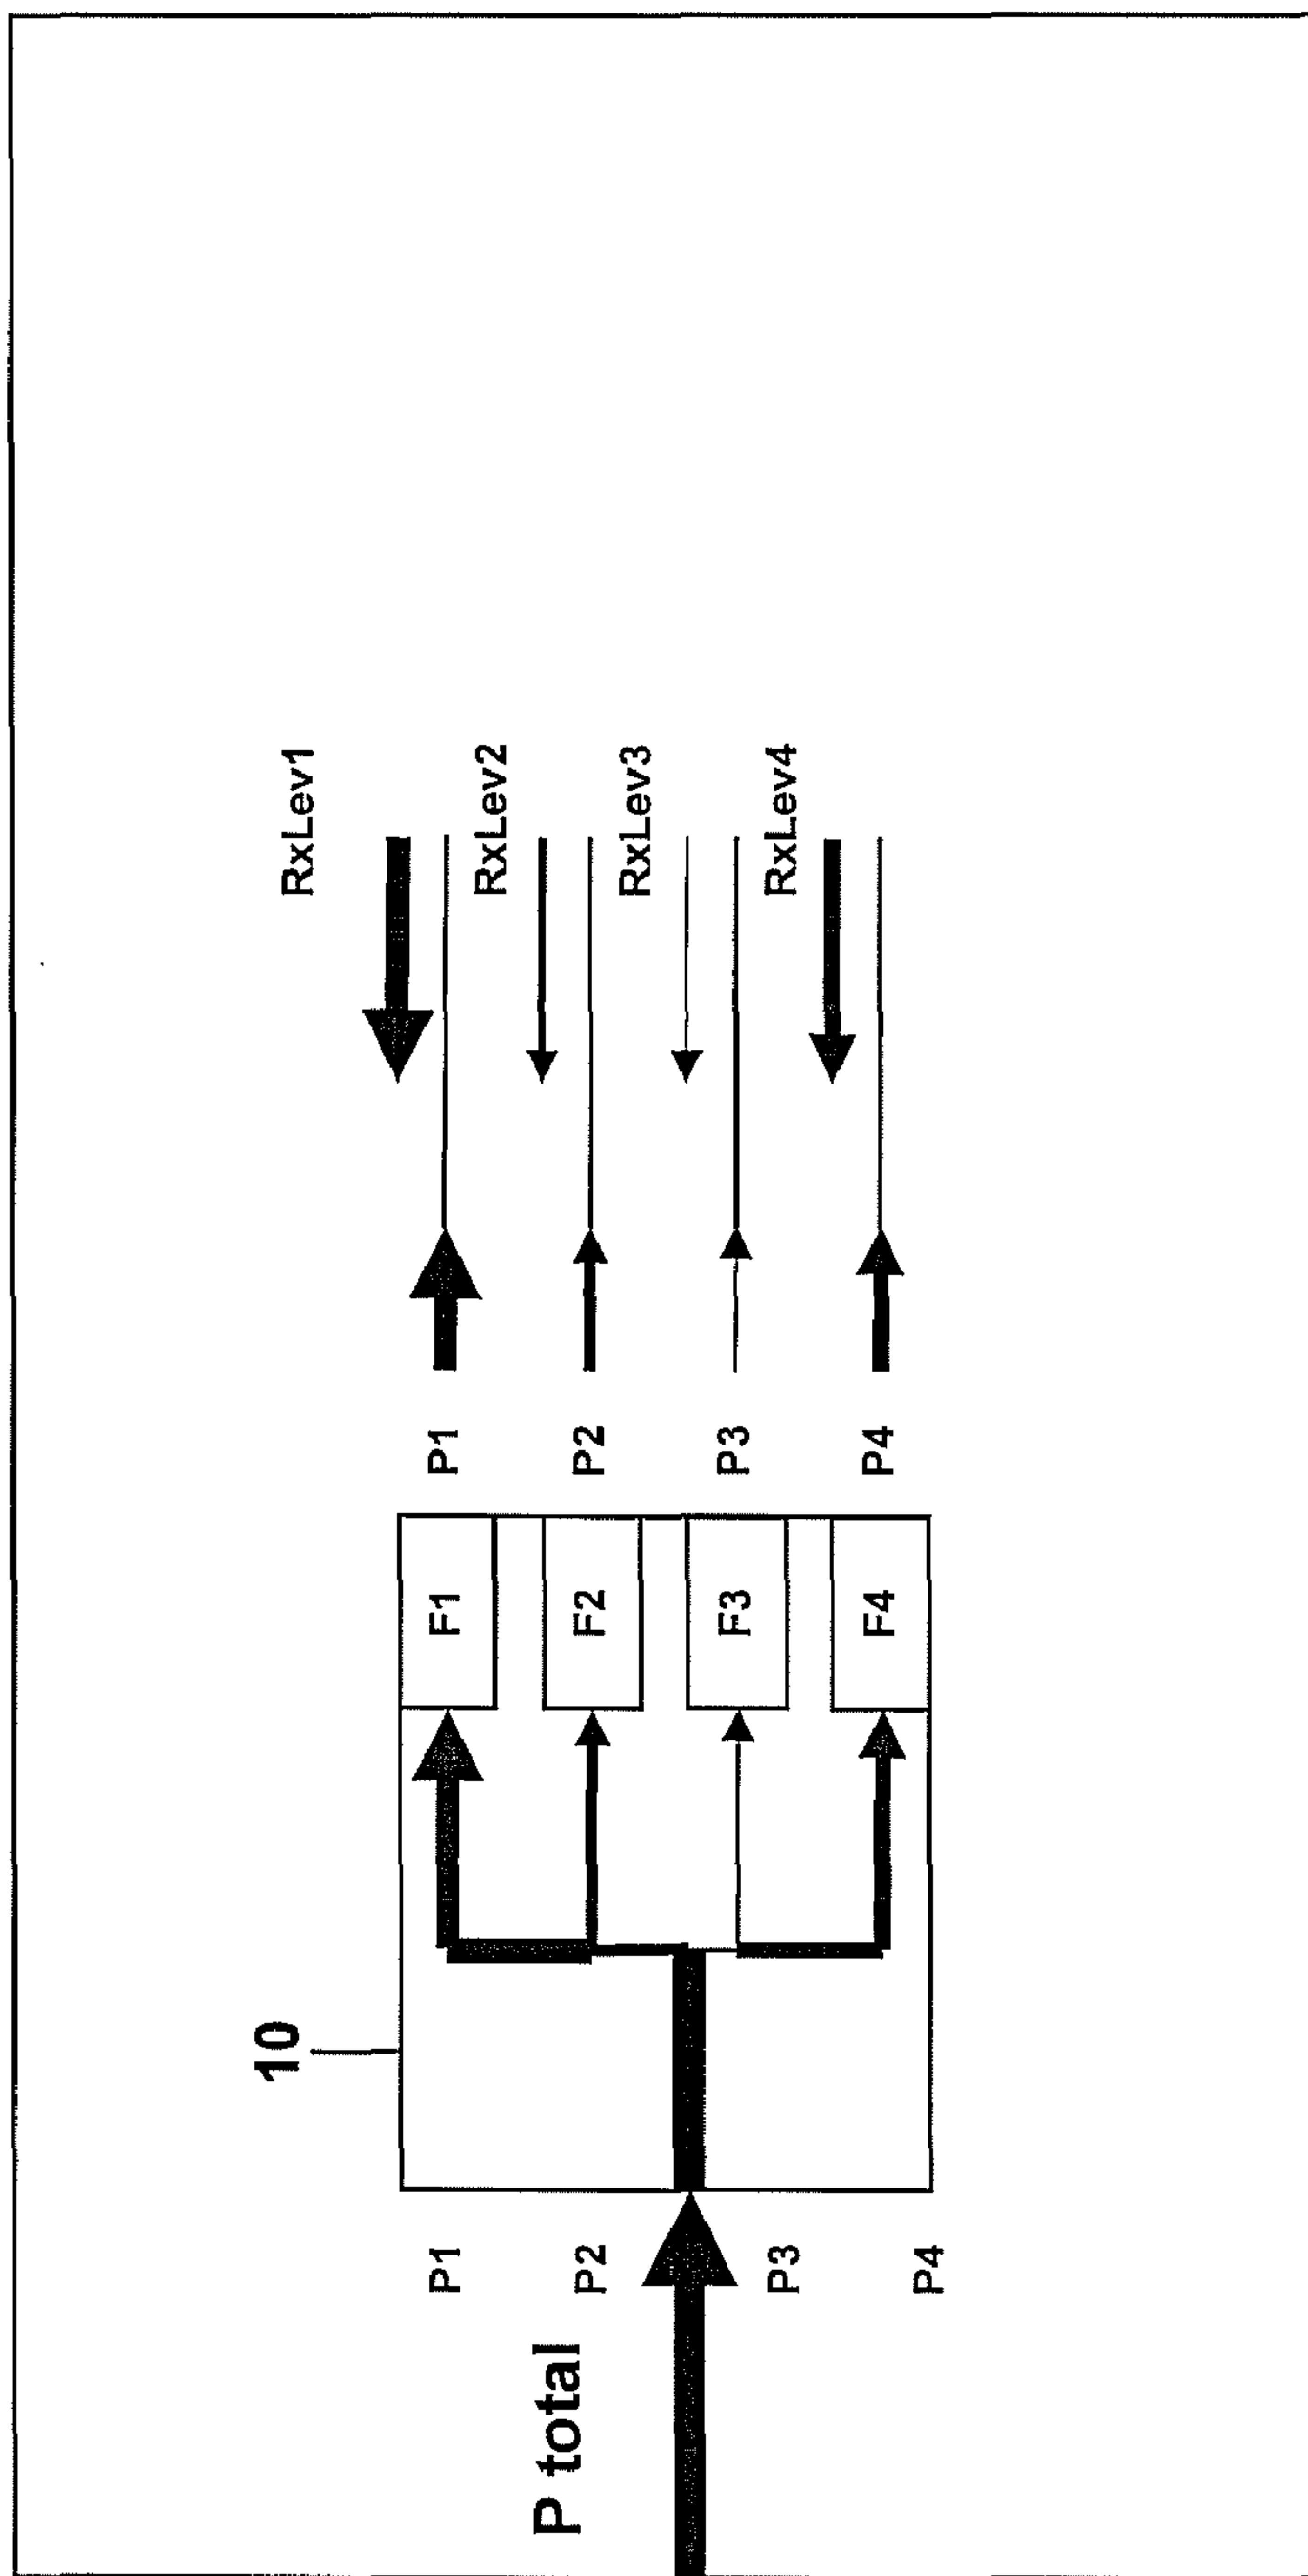 P total
P1
P2
P3
P4
10
F1
F2
F3
F4
P1
P2
P3
P4
RxLev1
RxLev2
RxLev3
RxLev4